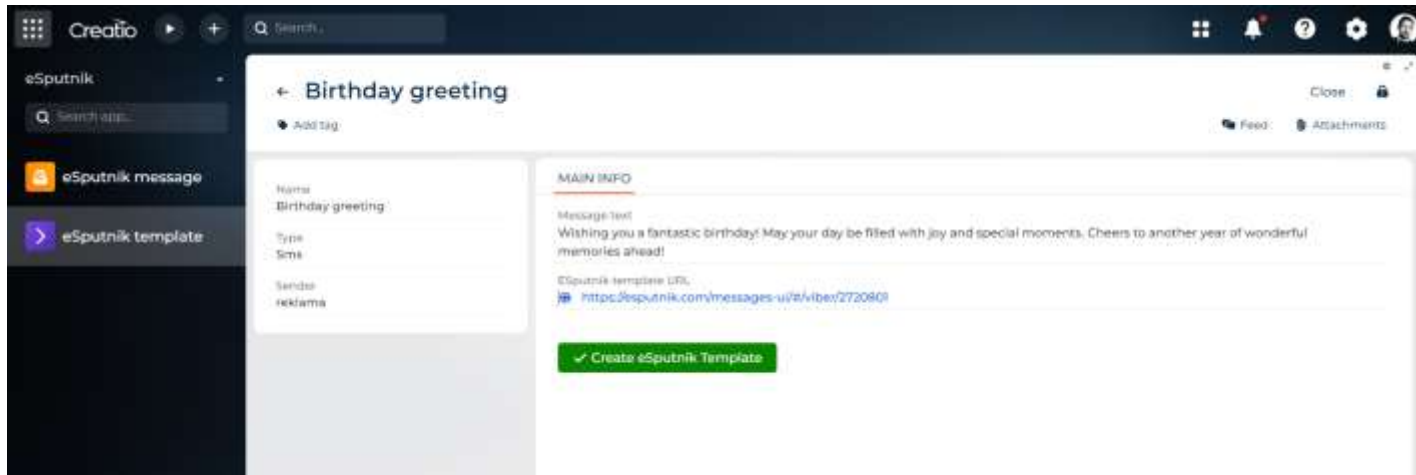 Creatio
Search...
eSputnik
Search app...
eSputnik message
eSputnik template
Birthday greeting
Close
Add tag
Feed
Attachments
Name
Birthday greeting
Type
Sms
Sender
reklama
MAIN INFO
Message text
Wishing you a fantastic birthday! May your day be filled with joy and special moments. Cheers to another year of wonderful
memories ahead!
ESputnik template URL
https://esputnik.com/messages-ui/#/viber/2720801
Create eSputnik Template